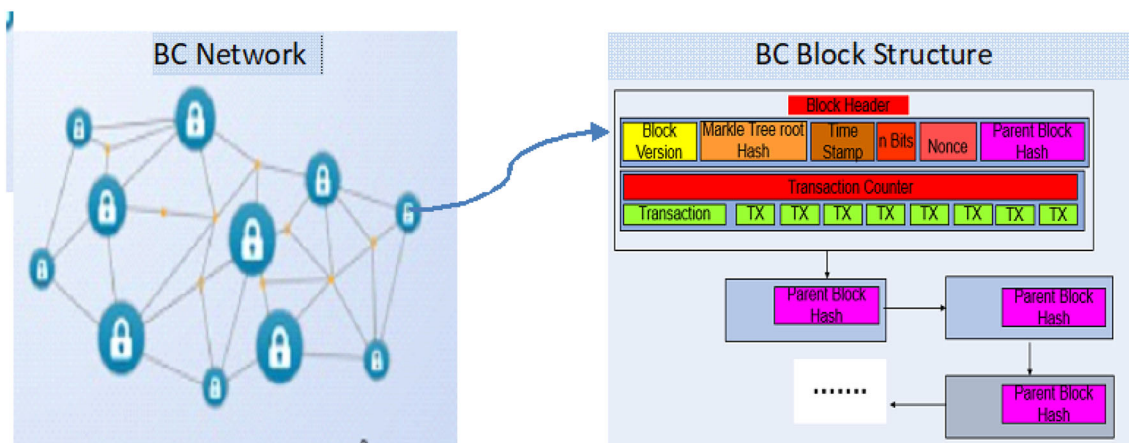 BC Network
BC Block Structure
Block Header
Block
Version
Markle Tree root
Hash
Time
Stamp
n Bits
Nonce
Parent Block
Hash
Transaction Counter
Transaction
TX
TX
TX
TX
TX
TX
TX
TX
Parent Block
Hash
Parent Block
Hash
Parent Block
Hash
.......